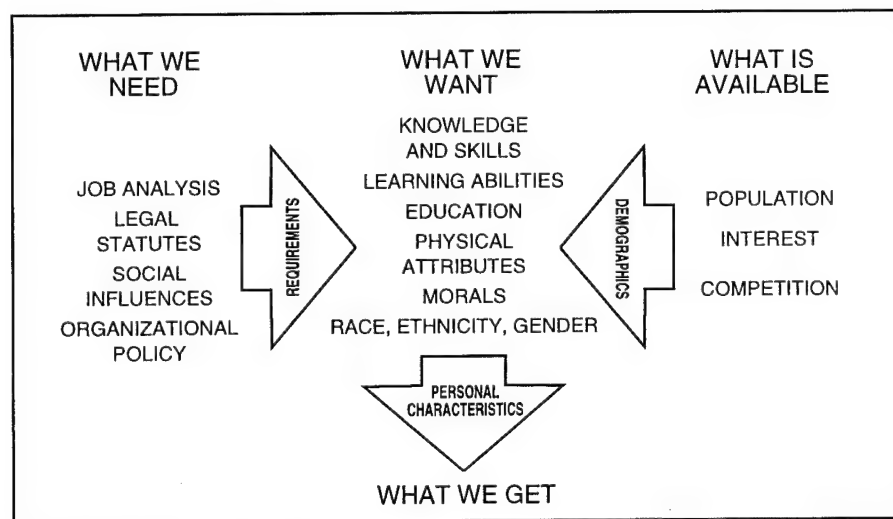 WHAT WE
NEED
JOB ANALYSIS
LEGAL
STATUTES
SOCIAL
INFLUENCES
ORGANIZATIONAL
POLICY
REQUIREMENTS
WHAT WE
WANT
KNOWLEDGE
AND SKILLS
LEARNING ABILITIES
EDUCATION
PHYSICAL
ATTRIBUTES
MORALS
RACE, ETHNICITY, GENDER
DEMOGRAPHICS
WHAT IS
AVAILABLE
POPULATION
INTEREST
COMPETITION
PERSONAL
CHARACTERISTICS
WHAT WE GET